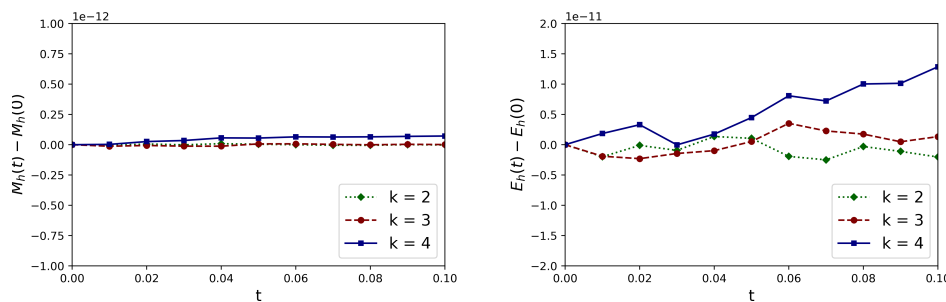 1e−12
1.00
0.75
0.50
0.25
0.00
−0.25
−0.50
−0.75
−1.00
M_h(t) − M_h(0)
k = 2
k = 3
k = 4
0.00 0.02 0.04 0.06 0.08 0.10
t
1e−11
2.0
1.5
1.0
0.5
0.0
−0.5
−1.0
−1.5
−2.0
E_h(t) − E_h(0)
k = 2
k = 3
k = 4
0.00 0.02 0.04 0.06 0.08 0.10
t